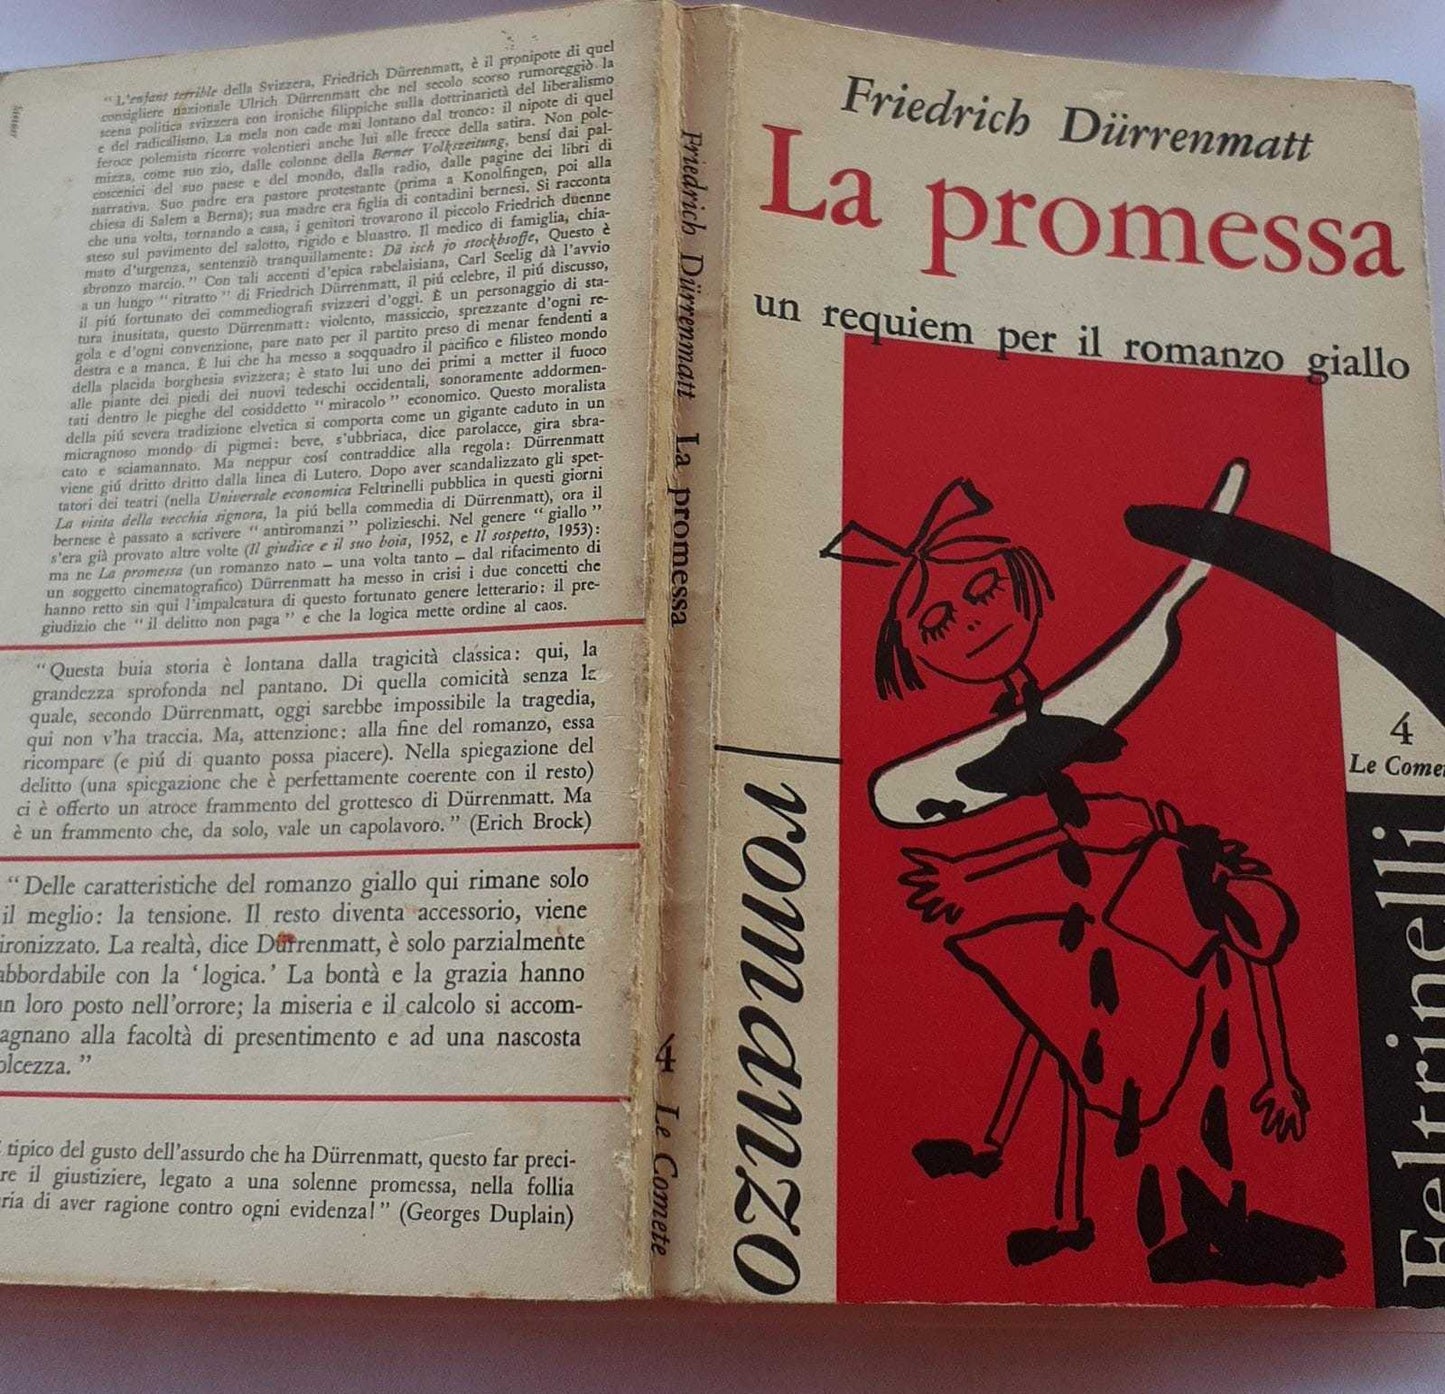 Steiner
“L'enfant terrible della Svizzera, Friedrich Dürrenmatt, è il pronipote di quel
consigliere nazionale Ulrich Dürrenmatt che nel secolo scorso rumoreggiò la
scena politica svizzera con ironiche filippiche sulla dottrinarietà del liberalismo
e del radicalismo. La mela non cade mai lontano dal tronco: il nipote di quel
feroce polemista ricorre volentieri anche lui alle frecce della satira. Non pole-
mizza, come suo zio, dalle colonne della Berner Volkszeitung, bensí dai pal-
coscenici del suo paese e del mondo, dalla radio, dalle pagine dei libri di
narrativa. Suo padre era pastore protestante (prima a Konolfingen, poi alla
chiesa di Salem a Berna); sua madre era figlia di contadini bernesi. Si racconta
che una volta, tornando a casa, i genitori trovarono il piccolo Friedrich duenne
steso sul pavimento del salotto, rigido e bluastro. Il medico di famiglia, chia-
mato d'urgenza, sentenziò tranquillamente: Dä isch jo stockbsoffe, Questo è
sbronzo marcio.” Con tali accenti d'epica rabelaisiana, Carl Seelig dà l'avvio
a un lungo “ritratto” di Friedrich Dürrenmatt, il piú celebre, il piú discusso,
il piú fortunato dei commediografi svizzeri d'oggi. È un personaggio di sta-
tura inusitata, questo Dürrenmatt: violento, massiccio, sprezzante d'ogni re-
gola e d'ogni convenzione, pare nato per il partito preso di menar fendenti a
destra e a manca. È lui che ha messo a soqquadro il pacifico e filisteo mondo
della placida borghesia svizzera; è stato lui uno dei primi a metter il fuoco
alle piante dei piedi dei nuovi tedeschi occidentali, sonoramente addormen-
tati dentro le pieghe del cosiddetto “miracolo” economico. Questo moralista
della piú severa tradizione elvetica si comporta come un gigante caduto in un
micragnoso mondo di pigmei: beve, s'ubbriaca, dice parolacce, gira sbra-
cato e sciamannato. Ma neppur cosí contraddice alla regola: Dürrenmatt
viene giú dritto dritto dalla linea di Lutero. Dopo aver scandalizzato gli spet-
tatori dei teatri (nella Universale economica Feltrinelli pubblica in questi giorni
La visita della vecchia signora, la piú bella commedia di Dürrenmatt), ora il
bernese è passato a scrivere “antiromanzi” polizieschi. Nel genere “giallo”
s'era già provato altre volte (Il giudice e il suo boia, 1952, e Il sospetto, 1953):
ma ne La promessa (un romanzo nato – una volta tanto – dal rifacimento di
un soggetto cinematografico) Dürrenmatt ha messo in crisi i due concetti che
hanno retto sin qui l'impalcatura di questo fortunato genere letterario: il pre-
giudizio che “il delitto non paga” e che la logica mette ordine al caos.
“Questa buia storia è lontana dalla tragicità classica: qui, la
grandezza sprofonda nel pantano. Di quella comicità senza la
quale, secondo Dürrenmatt, oggi sarebbe impossibile la tragedia,
qui non v'ha traccia. Ma, attenzione: alla fine del romanzo, essa
ricompare (e piú di quanto possa piacere). Nella spiegazione del
delitto (una spiegazione che è perfettamente coerente con il resto)
ci è offerto un atroce frammento del grottesco di Dürrenmatt. Ma
è un frammento che, da solo, vale un capolavoro.” (Erich Brock)
“Delle caratteristiche del romanzo giallo qui rimane solo
il meglio: la tensione. Il resto diventa accessorio, viene
ironizzato. La realtà, dice Dürrenmatt, è solo parzialmente
abbordabile con la ‘logica.’ La bontà e la grazia hanno
un loro posto nell'orrore; la miseria e il calcolo si accom-
agnano alla facoltà di presentimento e ad una nascosta
olcezza.”
tipico del gusto dell'assurdo che ha Dürrenmatt, questo far preci-
re il giustiziere, legato a una solenne promessa, nella follia
ria di aver ragione contro ogni evidenza!” (Georges Duplain)
Friedrich Dürrenmatt La promessa
4 Le Comete
Friedrich Dürrenmatt
La promessa
un requiem per il romanzo giallo
romanzo
4
Le Comet
Feltrinelli